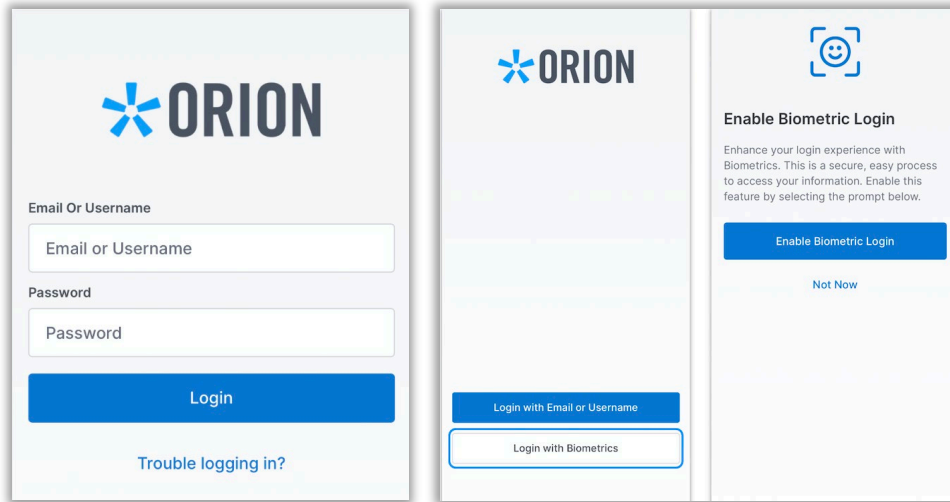 ORION
Email Or Username
Email or Username
Password
Password
Login
Trouble logging in?
ORION
Login with Email or Username
Login with Biometrics
Enable Biometric Login
Enhance your login experience with
Biometrics. This is a secure, easy process
to access your information. Enable this
feature by selecting the prompt below.
Enable Biometric Login
Not Now